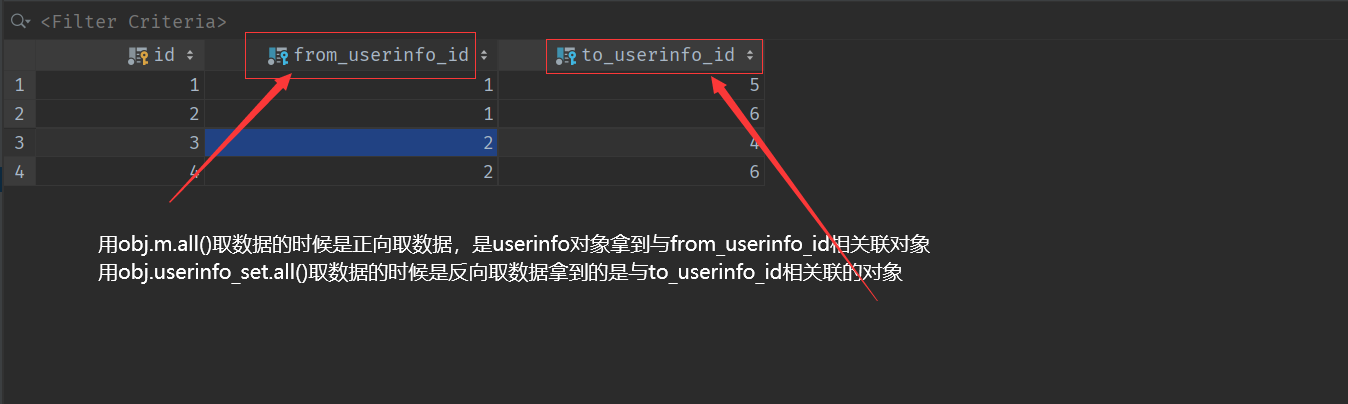 <Filter Criteria>
id from_userinfo_id to_userinfo_id
1 1 1 5
2 2 1 6
3 3 2 4
4 4 2 6
用obj.m.all()取数据的时候是正向取数据，是userinfo对象拿到与from_userinfo_id相关联对象
用obj.userinfo_set.all()取数据的时候是反向取数据拿到的是与to_userinfo_id相关联的对象